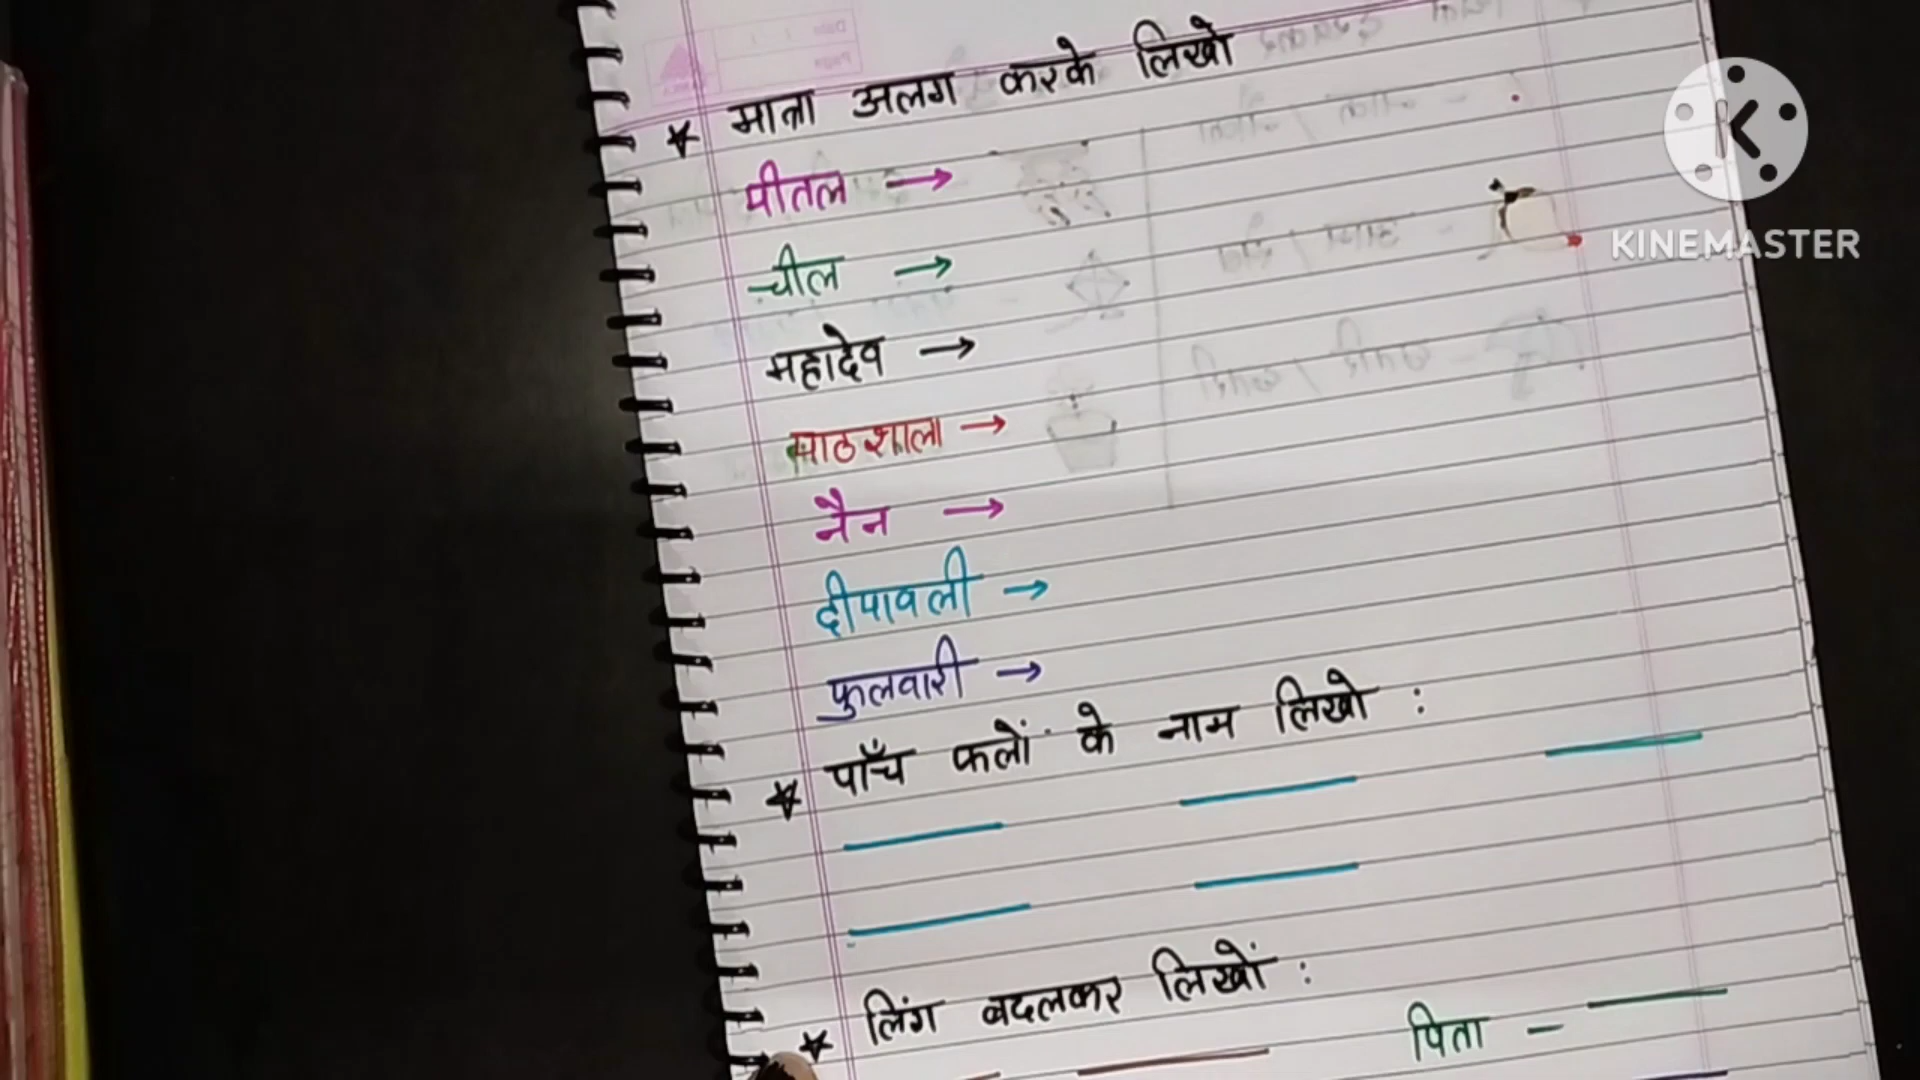 ★ मात्रा अलग करके लिखो
पीतल →
चील →
महादेव →
पाठशाला →
नैन →
दीपावली →
फुलवारी →
★ पाँच फलों के नाम लिखो :
★ लिंग बदलकर लिखों :
पिता –
KINEMASTER